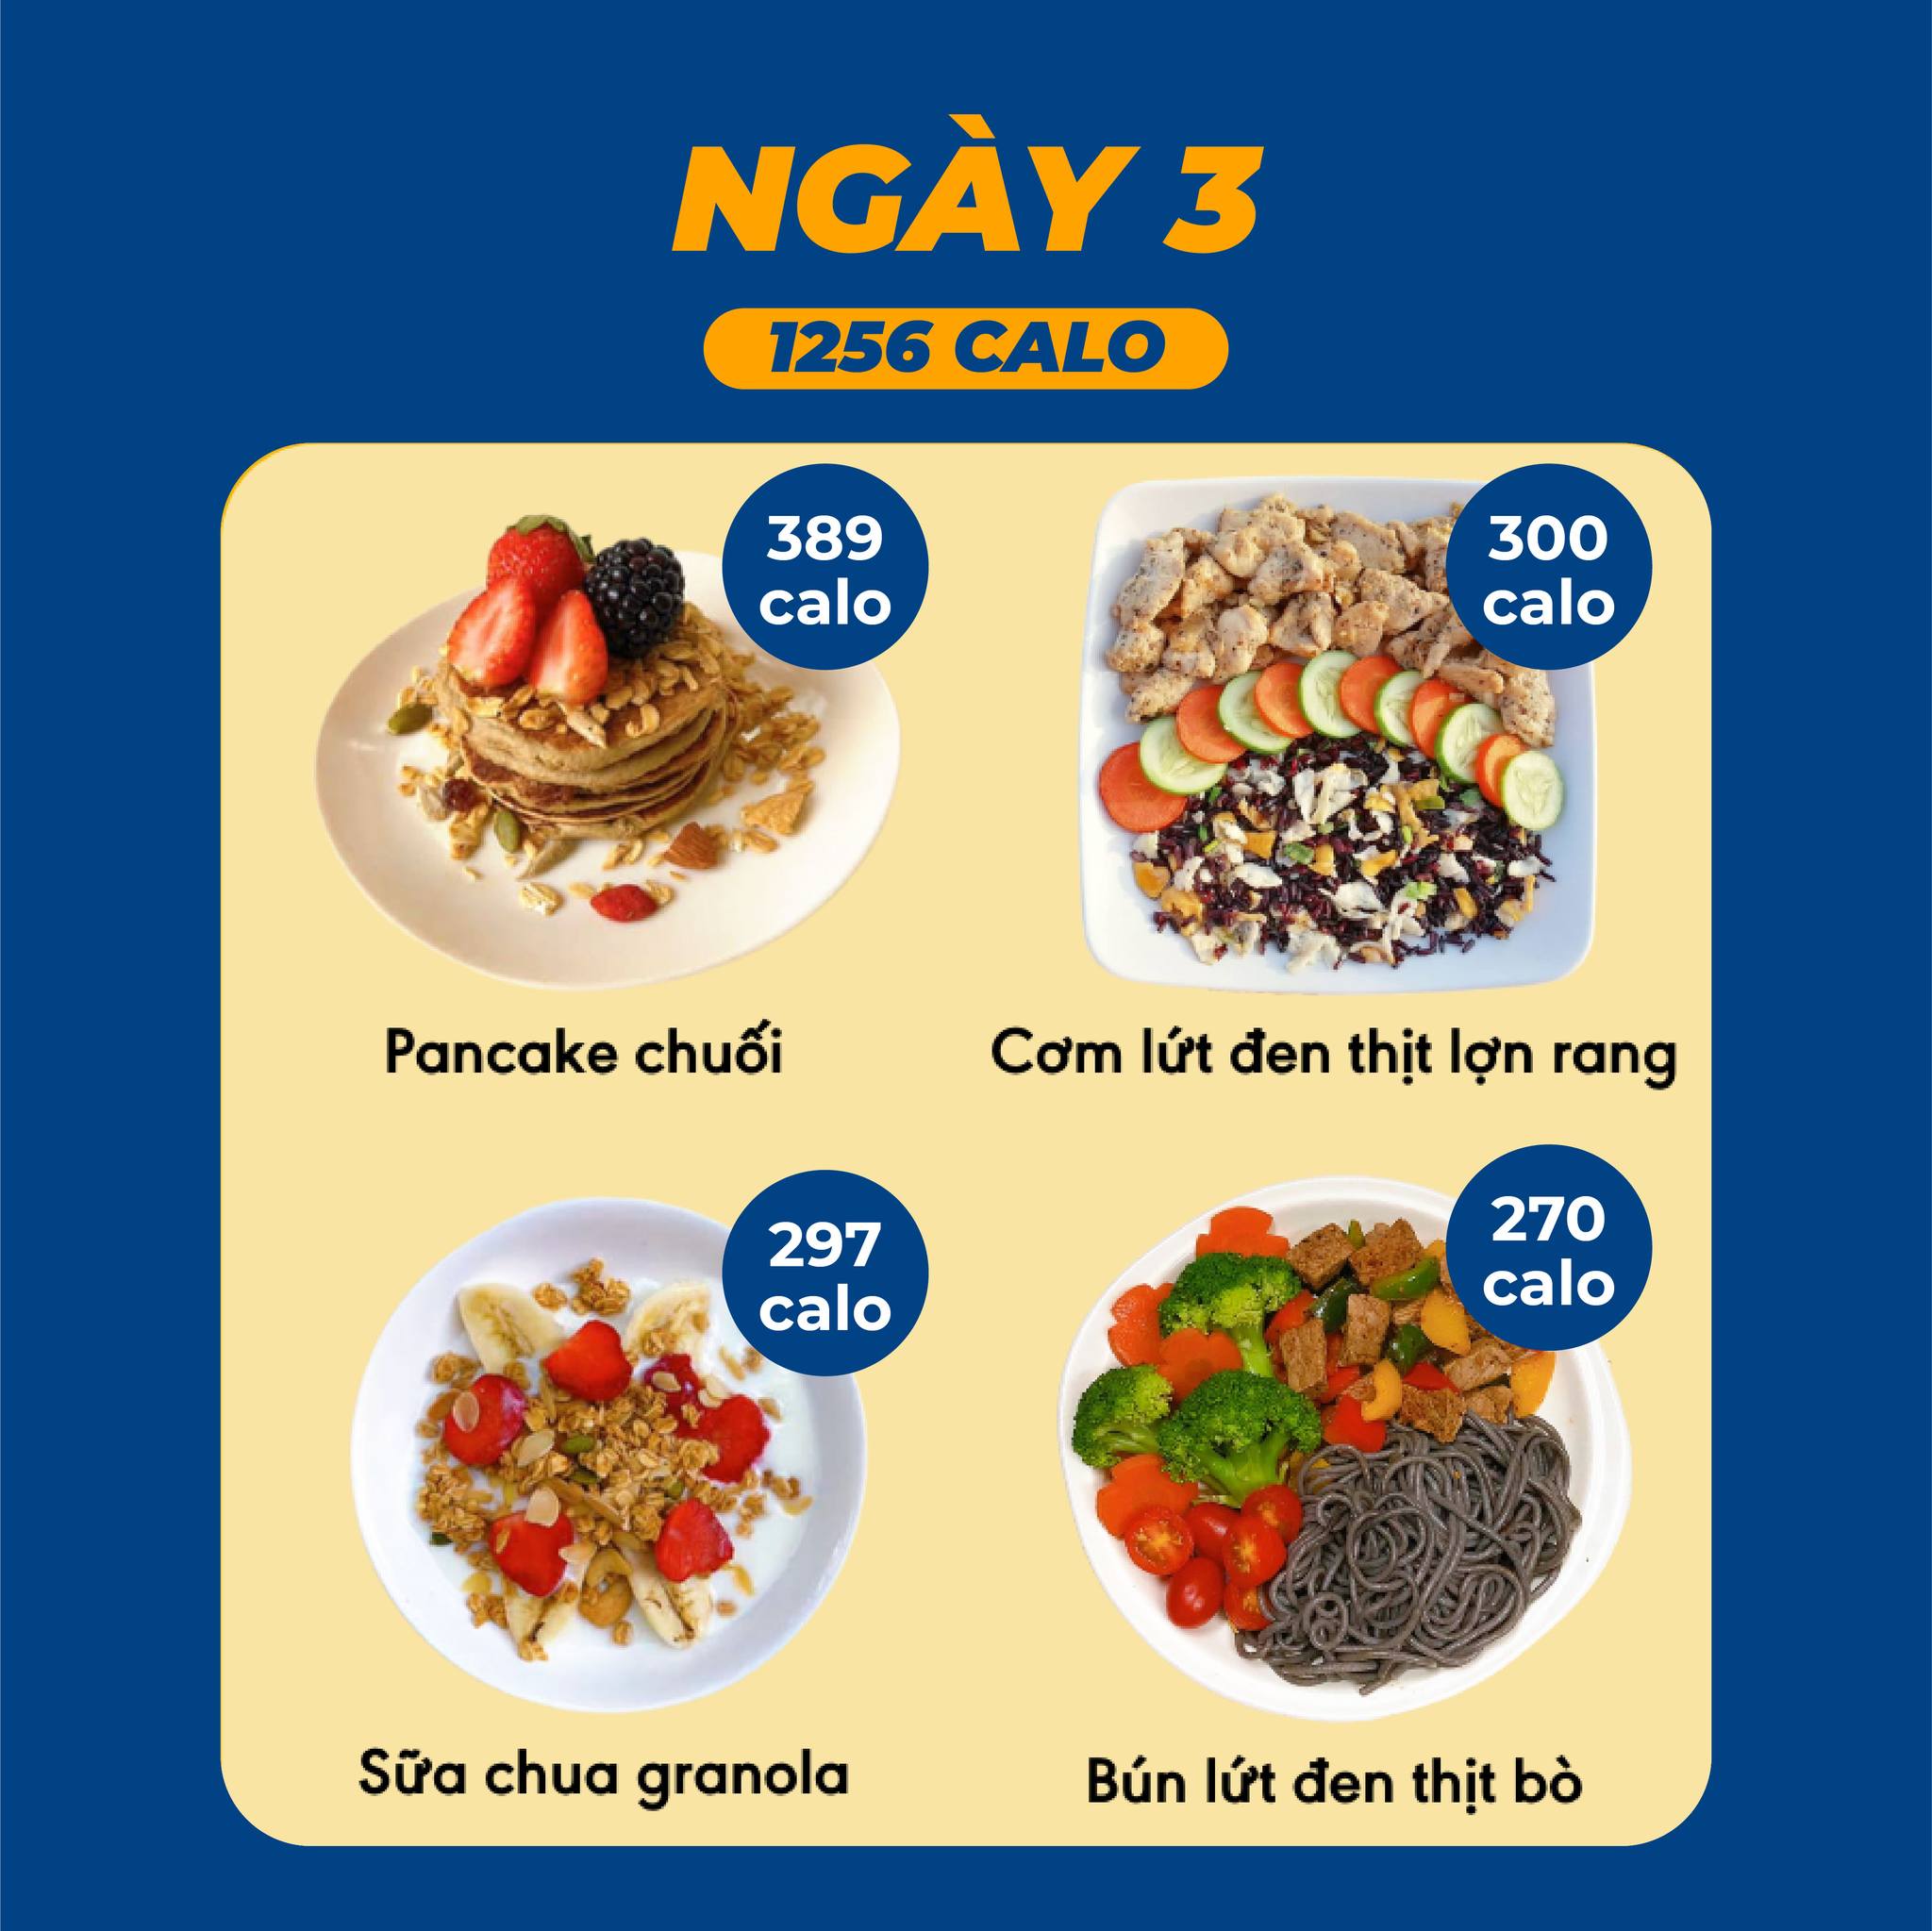 NGÀY 3
1256 CALO
389
calo
300
calo
Pancake chuối
Cơm lứt đen thịt lợn rang
297
calo
270
calo
Sữa chua granola
Bún lứt đen thịt bò